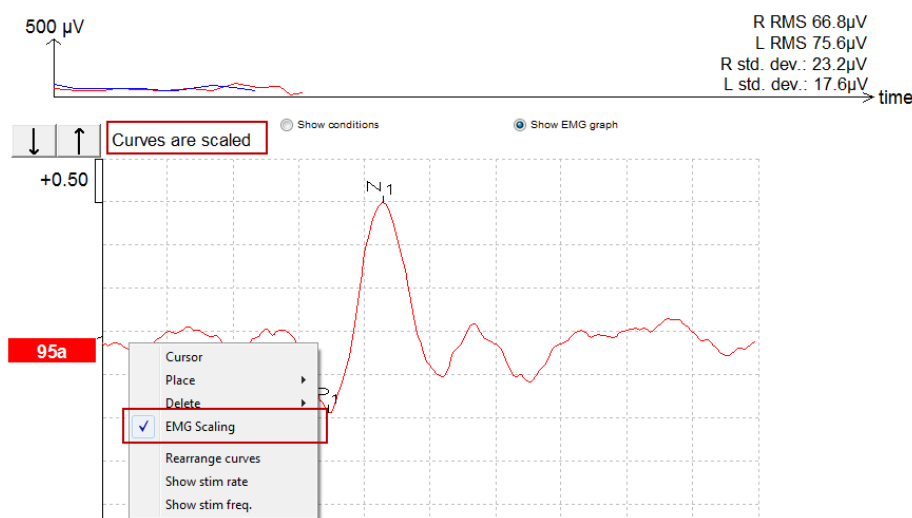 500 µV
R RMS 66.8µV
L RMS 75.6µV
R std. dev.: 23.2µV
L std. dev.: 17.6µV
time
Curves are scaled
Show conditions
Show EMG graph
+0.50
N1
95a
P1
Cursor
Place
Delete
EMG Scaling
Rearrange curves
Show stim rate
Show stim freq.